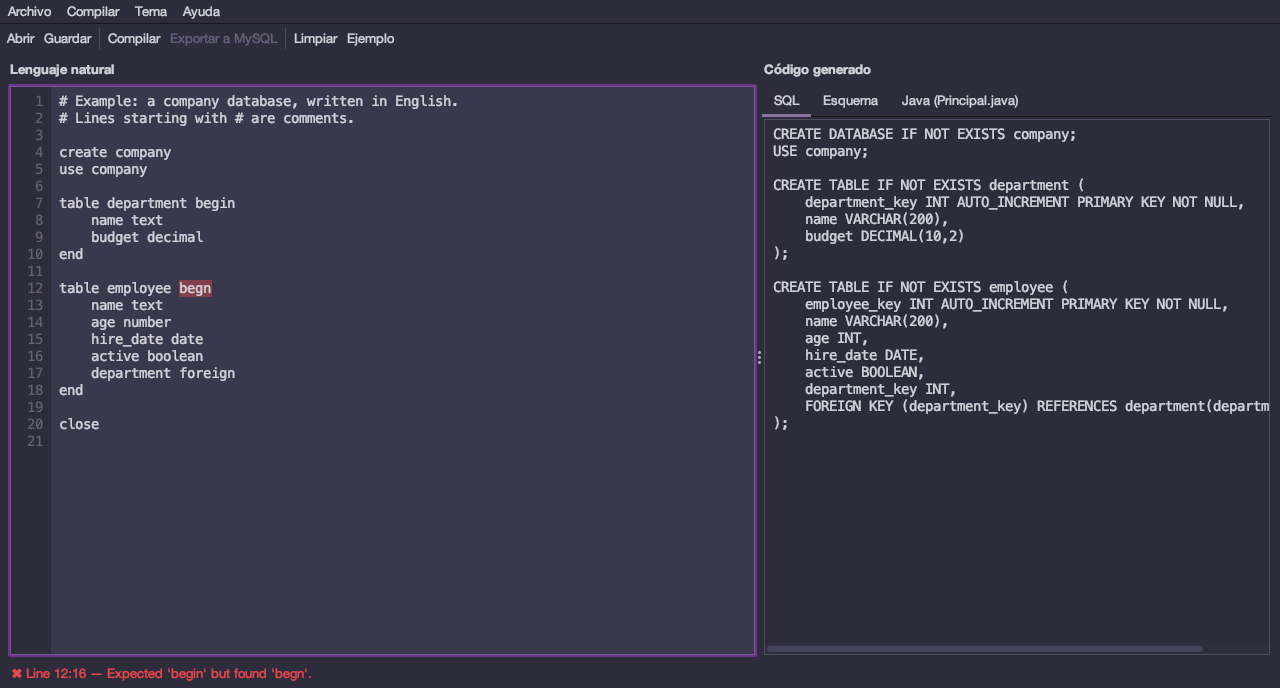 Archivo Compilar Tema Ayuda
Abrir Guardar Compilar Exportar a MySQL Limpiar Ejemplo
Lenguaje natural
1 # Example: a company database, written in English.
2 # Lines starting with # are comments.
3
4 create company
5 use company
6
7 table department begin
8     name text
9     budget decimal
10 end
11
12 table employee begn
13     name text
14     age number
15     hire_date date
16     active boolean
17     department foreign
18 end
19
20 close
21
Código generado
SQL Esquema Java (Principal.java)
CREATE DATABASE IF NOT EXISTS company;
USE company;
CREATE TABLE IF NOT EXISTS department (
    department_key INT AUTO_INCREMENT PRIMARY KEY NOT NULL,
    name VARCHAR(200),
    budget DECIMAL(10,2)
);
CREATE TABLE IF NOT EXISTS employee (
    employee_key INT AUTO_INCREMENT PRIMARY KEY NOT NULL,
    name VARCHAR(200),
    age INT,
    hire_date DATE,
    active BOOLEAN,
    department_key INT,
    FOREIGN KEY (department_key) REFERENCES department(departm
);
✖ Line 12:16 — Expected 'begin' but found 'begn'.